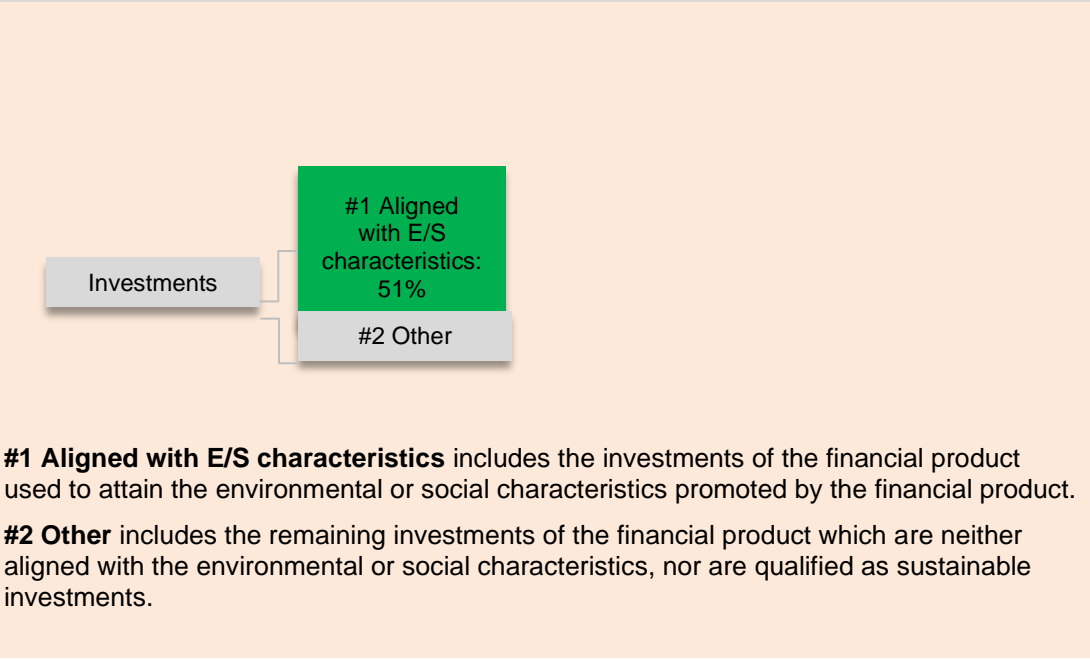 #1 Aligned
with E/S
characteristics:
51%
Investments
#2 Other
#1 Aligned with E/S characteristics includes the investments of the financial product
used to attain the environmental or social characteristics promoted by the financial product.
#2 Other includes the remaining investments of the financial product which are neither
aligned with the environmental or social characteristics, nor are qualified as sustainable
investments.